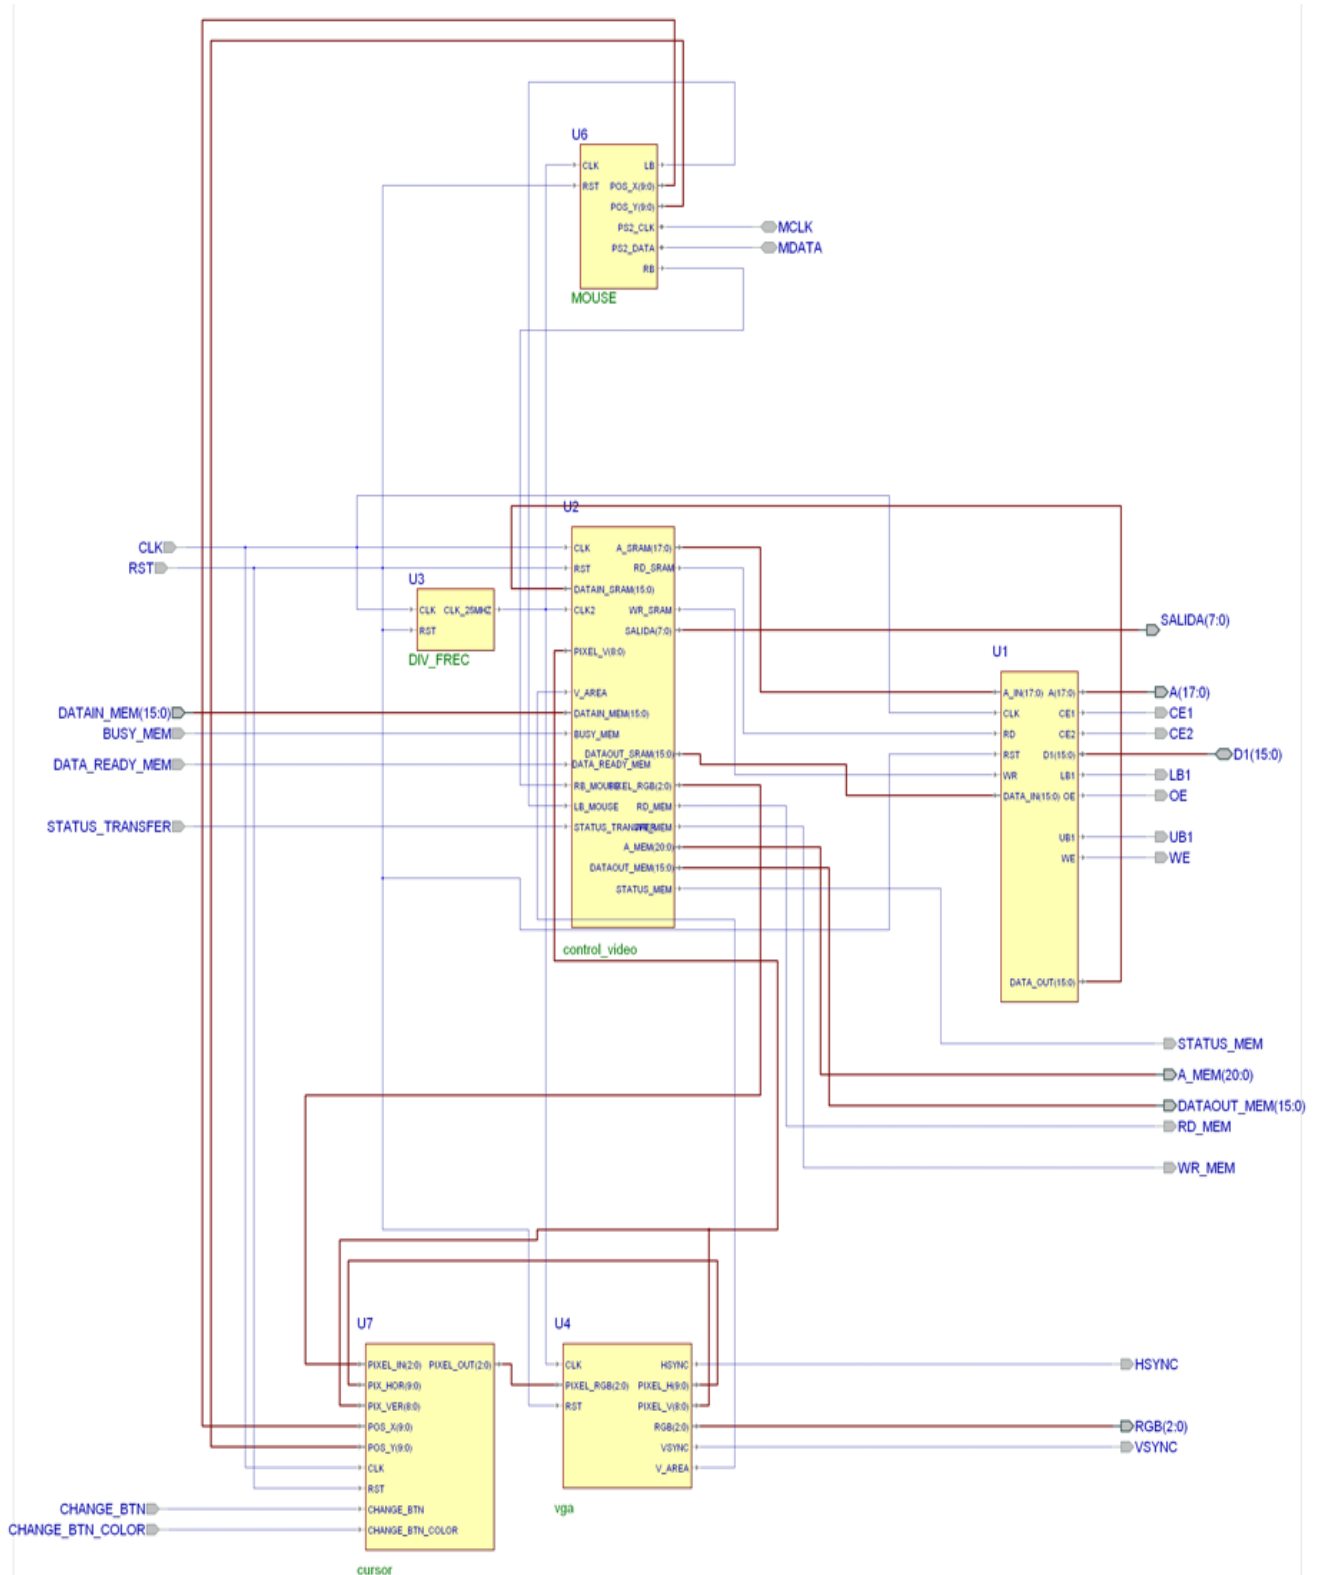 U6
CLK LB
RST POS_X(9:0)
POS_Y(9:0)
PS2_CLK MCLK
PS2_DATA MDATA
RB
MOUSE
U2
CLK CLK A_SRAM(17:0)
RST RST RD_SRAM
U3
DATAIN_SRAM(15:0)
CLK CLK_25MHZ CLK2 WR_SRAM
RST SALIDA(7:0) SALIDA(7:0)
DIV_FREC
PIXEL_V(8:0)
U1
V_AREA A_IN(17:0) A(17:0) A(17:0)
DATAIN_MEM(15:0) DATAIN_MEM(15:0) CLK CE1 CE1
BUSY_MEM BUSY_MEM RD CE2 CE2
DATAOUT_SRAM(15:0) RST D1(15:0) D1(15:0)
DATA_READY_MEM DATA_READY_MEM
WR LB1 LB1
RB_MOUSE PIXEL_RGB(2:0) DATA_IN(15:0) OE OE
LB_MOUSE RD_MEM
STATUS_TRANSFER STATUS_TRANSFER WR_MEM
UB1 UB1
A_MEM(20:0) WE WE
DATAOUT_MEM(15:0)
STATUS_MEM
control_video
DATA_OUT(15:0)
STATUS_MEM
A_MEM(20:0)
DATAOUT_MEM(15:0)
RD_MEM
WR_MEM
U7 U4
PIXEL_IN(2:0) PIXEL_OUT(2:0) CLK HSYNC HSYNC
PIX_HOR(9:0) PIXEL_RGB(2:0) PIXEL_H(9:0)
PIX_VER(8:0) RST PIXEL_V(8:0)
POS_X(9:0) RGB(2:0) RGB(2:0)
POS_Y(9:0) VSYNC VSYNC
CLK V_AREA
RST
CHANGE_BTN CHANGE_BTN vga
CHANGE_BTN_COLOR CHANGE_BTN_COLOR
cursor